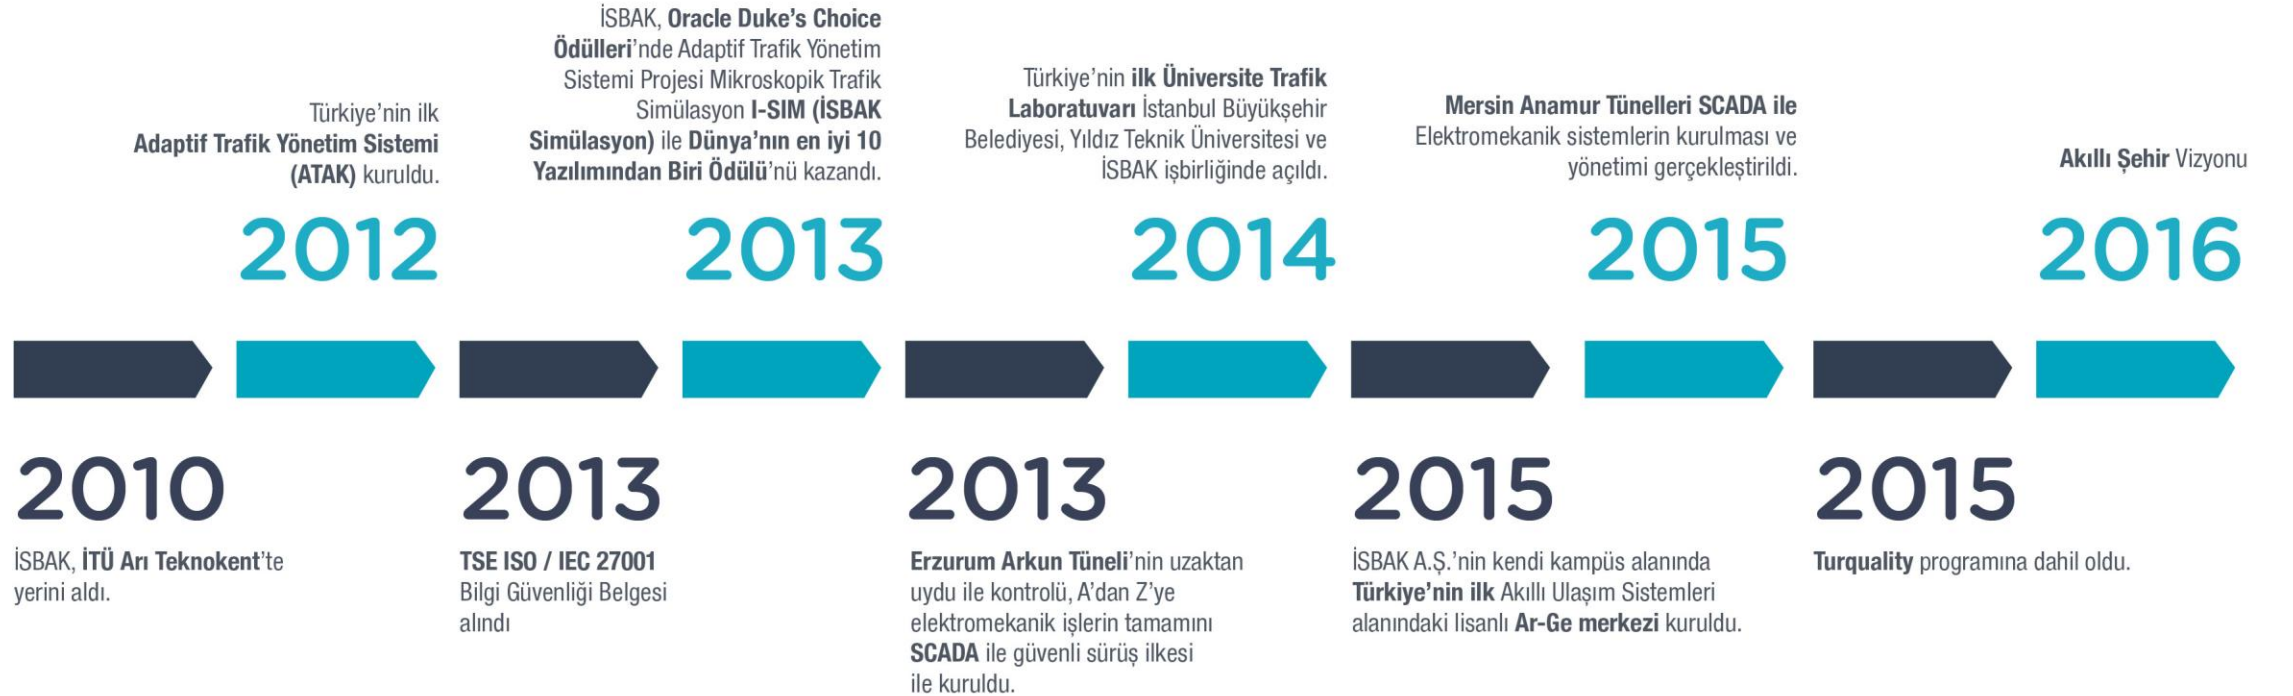 Türkiye’nin ilk
Adaptif Trafik Yönetim Sistemi
(ATAK) kuruldu.
2012
İSBAK, Oracle Duke’s Choice
Ödülleri’nde Adaptif Trafik Yönetim
Sistemi Projesi Mikroskopik Trafik
Simülasyon I-SIM (İSBAK
Simülasyon) ile Dünya’nın en iyi 10
Yazılımından Biri Ödülü’nü kazandı.
2013
Türkiye’nin ilk Üniversite Trafik
Laboratuvarı İstanbul Büyükşehir
Belediyesi, Yıldız Teknik Üniversitesi ve
İSBAK işbirliğinde açıldı.
2014
Mersin Anamur Tünelleri SCADA ile
Elektromekanik sistemlerin kurulması ve
yönetimi gerçekleştirildi.
2015
Akıllı Şehir Vizyonu
2016
2010
İSBAK, İTÜ Arı Teknokent’te
yerini aldı.
2013
TSE ISO / IEC 27001
Bilgi Güvenliği Belgesi
alındı
2013
Erzurum Arkun Tüneli’nin uzaktan
uydu ile kontrolü, A’dan Z’ye
elektromekanik işlerin tamamını
SCADA ile güvenli sürüş ilkesi
ile kuruldu.
2015
İSBAK A.Ş.’nin kendi kampüs alanında
Türkiye’nin ilk Akıllı Ulaşım Sistemleri
alanındaki lisanlı Ar-Ge merkezi kuruldu.
2015
Turquality programına dahil oldu.